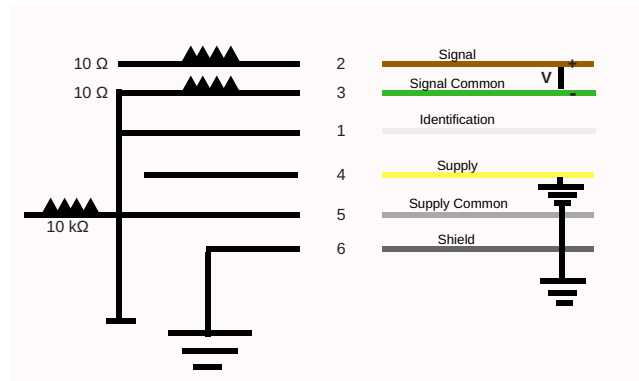 10 Ω 2 Signal +
10 Ω 3 Signal Common V -
1 Identification
4 Supply
10 kΩ 5 Supply Common
6 Shield